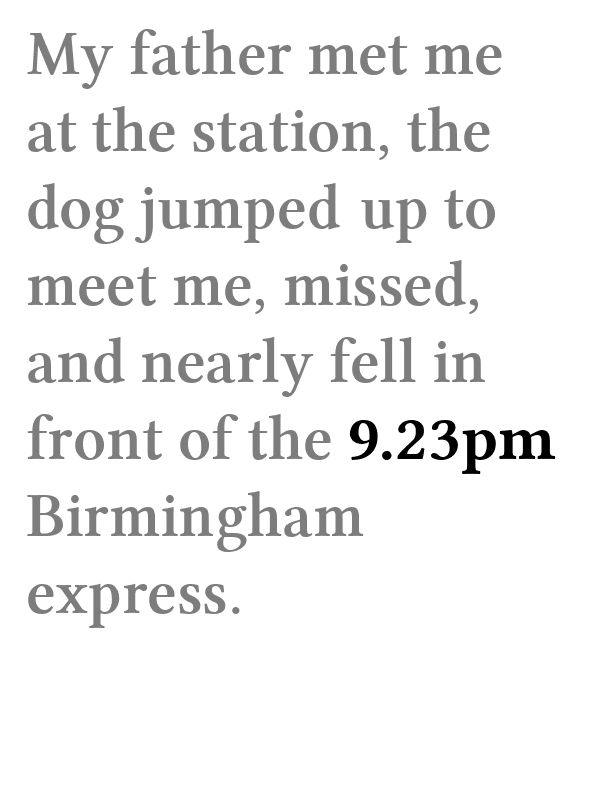 My father met me
at the station, the
dog jumped up to
meet me, missed,
and nearly fell in
front of the 9.23pm
Birmingham
express.